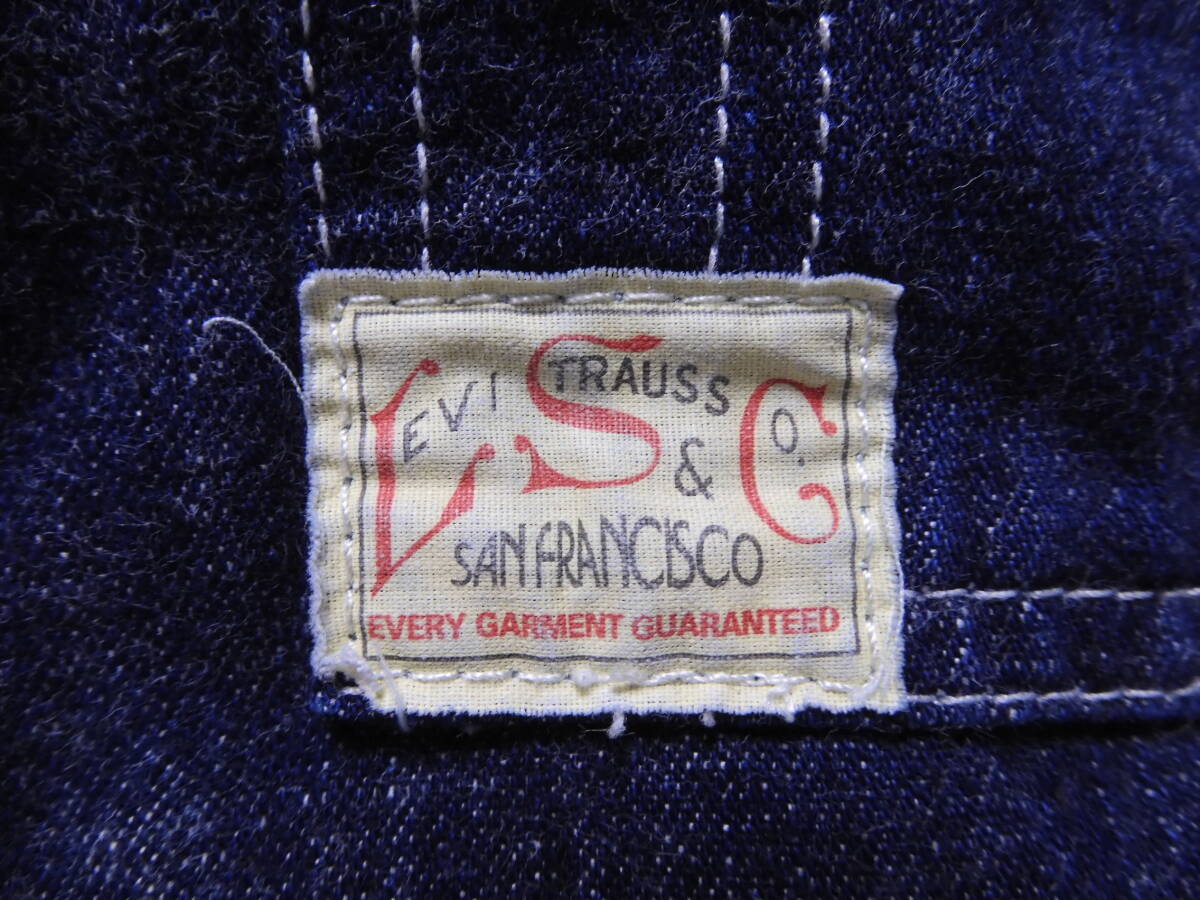 LEVI STRAUSS
& CO.
SAN FRANCISCO
EVERY GARMENT GUARANTEED